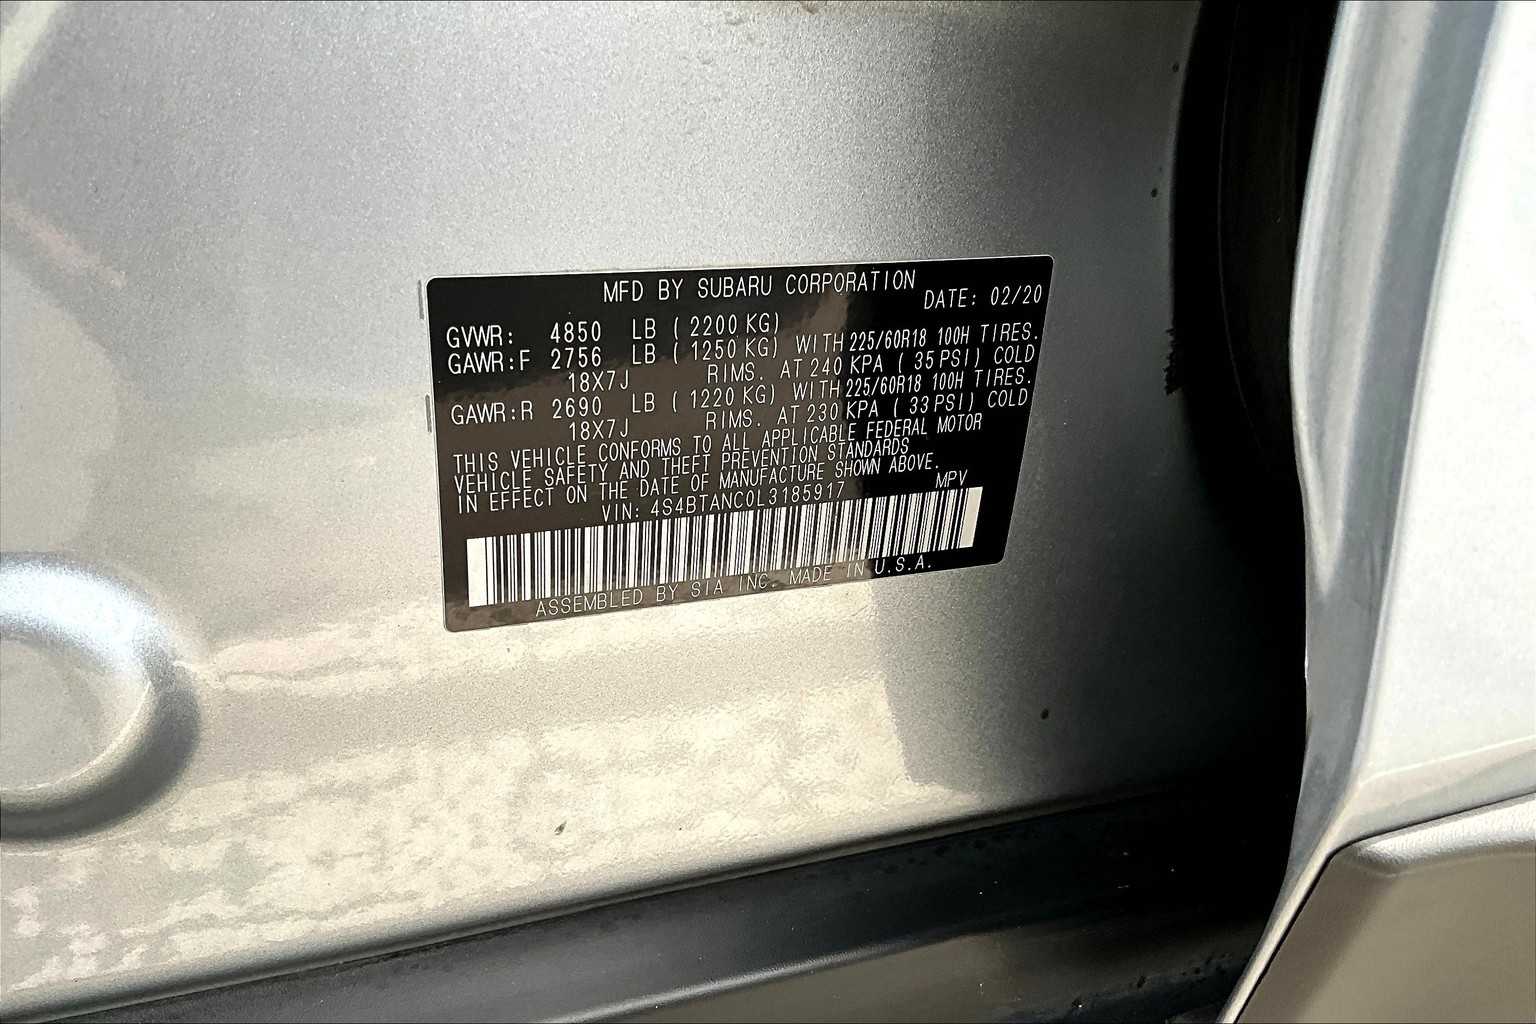 MFD BY SUBARU CORPORATION
DATE: 02/20
GVWR: 4850 LB ( 2200 KG)
GAWR:F 2756 LB ( 1250 KG) WITH 225/60R18 100H TIRES.
18X7J RIMS. AT 240 KPA ( 35 PSI) COLD
GAWR:R 2690 LB ( 1220 KG) WITH 225/60R18 100H TIRES.
18X7J RIMS. AT 230 KPA ( 33 PSI) COLD
THIS VEHICLE CONFORMS TO ALL APPLICABLE FEDERAL MOTOR
VEHICLE SAFETY AND THEFT PREVENTION STANDARDS
IN EFFECT ON THE DATE OF MANUFACTURE SHOWN ABOVE.
VIN: 4S4BTANC0L3185917 MPV
ASSEMBLED BY SIA INC. MADE IN U.S.A.